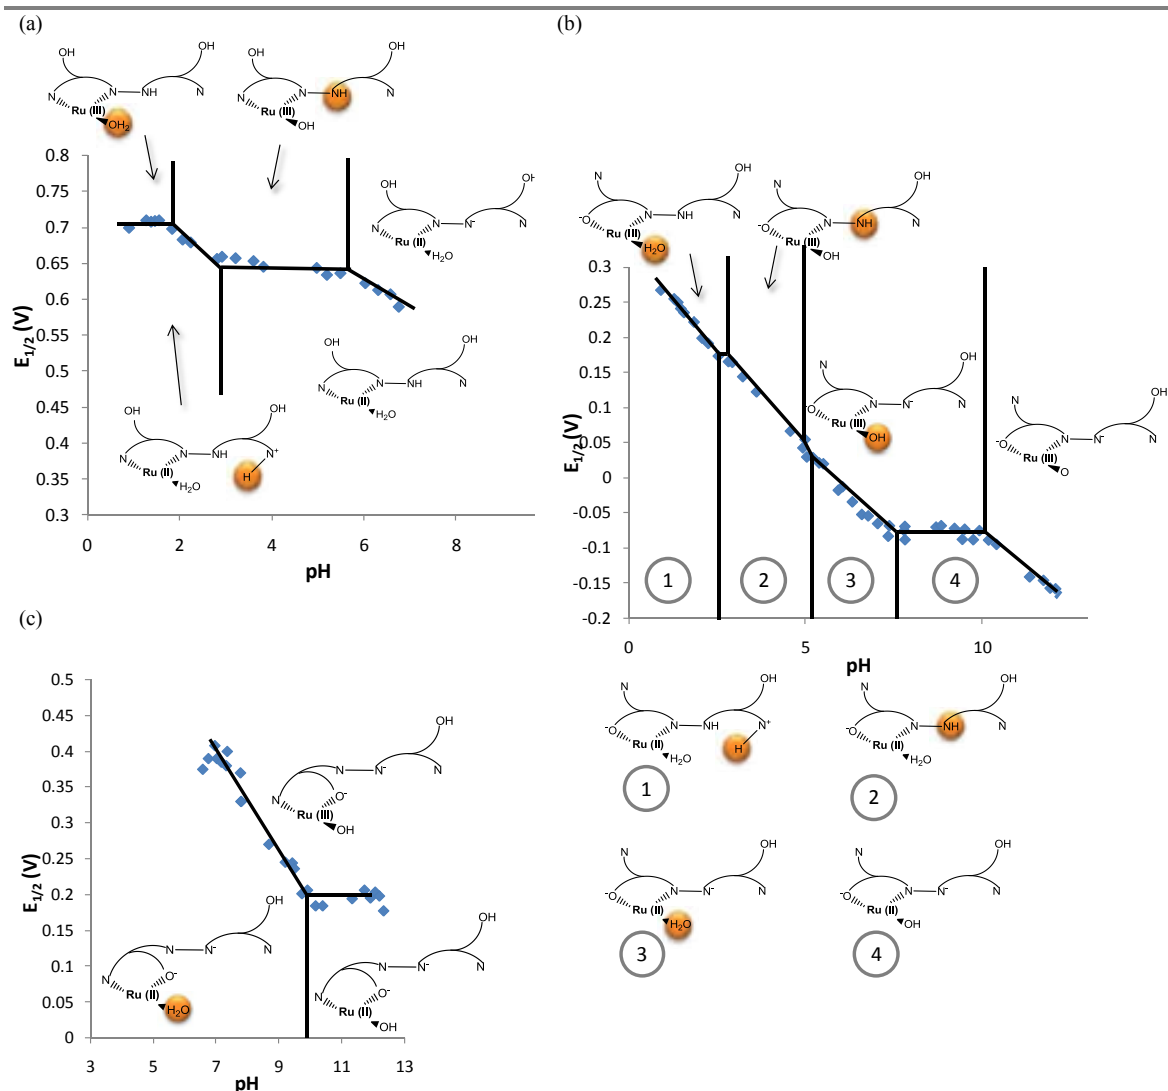 (a)
OH
OH
N
N
NH
N
Ru (III)
OH₂
OH
OH
N
N
NH
N
Ru (III)
OH
OH
OH
N
N
N⁻
N
Ru (II)
H₂O
OH
OH
N
N
NH
N
Ru (II)
H₂O
OH
OH
N
N
NH
N⁺
H
Ru (II)
H₂O
E1/2 (V)
0.8
0.75
0.7
0.65
0.6
0.55
0.5
0.45
0.4
0.35
0.3
0 2 4 6 8
pH
(b)
N
OH
⁻O
N
NH
N
Ru (III)
H₂O
N
OH
⁻O
N
NH
N
Ru (III)
OH
N
OH
⁻O
N
N⁻
N
Ru (III)
OH
N
OH
⁻O
N
N⁻
N
Ru (III)
O
E1/2 (V)
0.3
0.25
0.2
0.15
0.1
0.05
0
-0.05
-0.1
-0.15
-0.2
1 2 3 4
0 5 10
pH
N
OH
⁻O
N
NH
N⁺
H
Ru (II)
H₂O
1
N
OH
⁻O
N
NH
N
Ru (II)
H₂O
2
N
OH
⁻O
N
N⁻
N
Ru (II)
H₂O
3
N
OH
⁻O
N
N⁻
N
Ru (II)
OH
4
(c)
E1/2 (V)
0.5
0.45
0.4
0.35
0.3
0.25
0.2
0.15
0.1
0.05
0
3 5 7 9 11 13
pH
OH
N
N⁻
N
N
O⁻
Ru (III)
OH
OH
N
N⁻
N
N
O⁻
Ru (II)
H₂O
OH
N
N⁻
N
N
O⁻
Ru (II)
OH